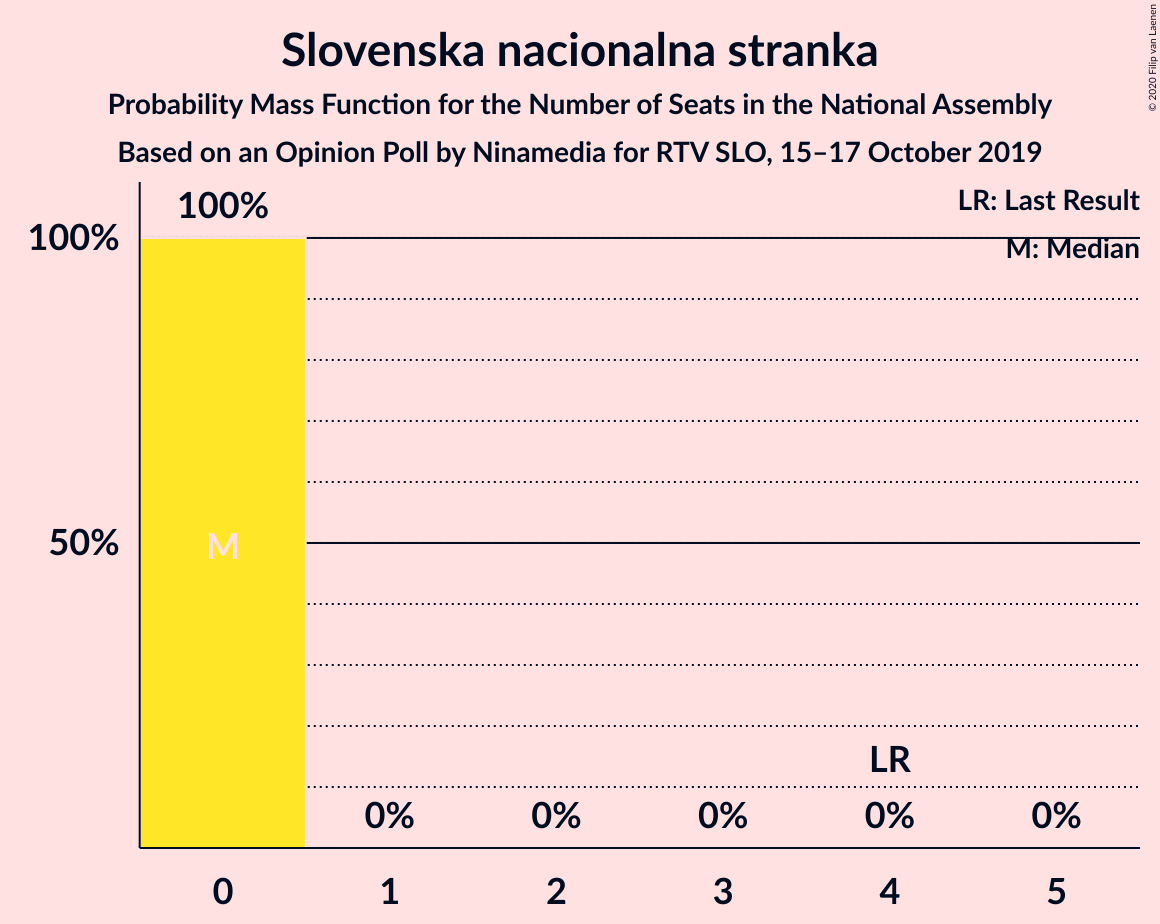 Slovenska nacionalna stranka
Probability Mass Function for the Number of Seats in the National Assembly
Based on an Opinion Poll by Ninamedia for RTV SLO, 15–17 October 2019
© 2020 Filip van Laenen
LR: Last Result
M: Median
100%
100%
50%
M
LR
0%
0%
0%
0%
0%
0
1
2
3
4
5